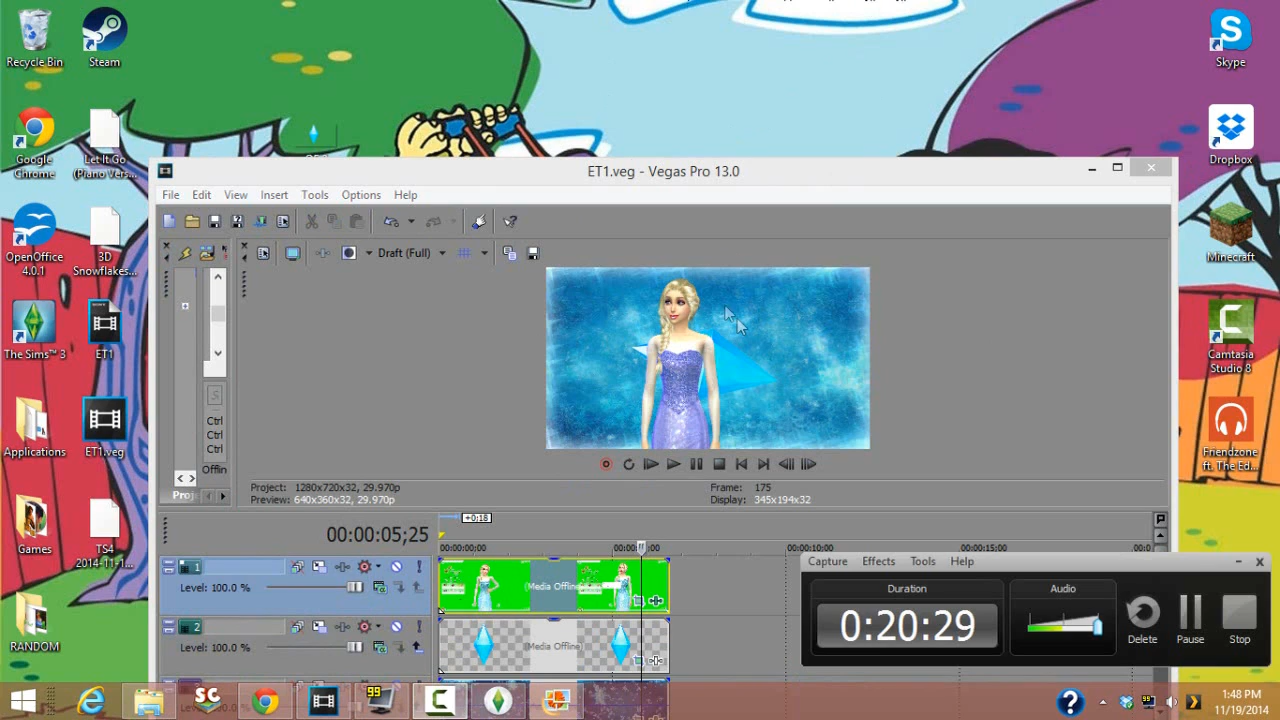 Recycle Bin
Steam
Skype
Google
Chrome
Let It Go
(Piano Vers...
Dropbox
ET1.veg - Vegas Pro 13.0
File Edit View Insert Tools Options Help
Draft (Full)
OpenOffice
4.0.1
3D
Snowflakes...
Minecraft
The Sims™ 3
ET1
Camtasia
Studio 8
S
Ctrl
Ctrl
Ctrl
Offlin
Applications
ET1.veg
Friendzone
ft. The Ed...
Project: 1280x720x32, 29.970p
Preview: 640x360x32, 29.970p
Frame: 175
Display: 345x194x32
Proj
Games
TS4
2014-11-1...
00:00:05;25
+0;18
00:00:00;00
00:00:10;00
00:00:15;00
1
Level: 100.0 %
(Media Offline)
2
Level: 100.0 %
(Media Offline)
Capture Effects Tools Help
Duration
0:20:29
Audio
Delete
Pause
Stop
RANDOM
SC
99
1:48 PM
11/19/2014